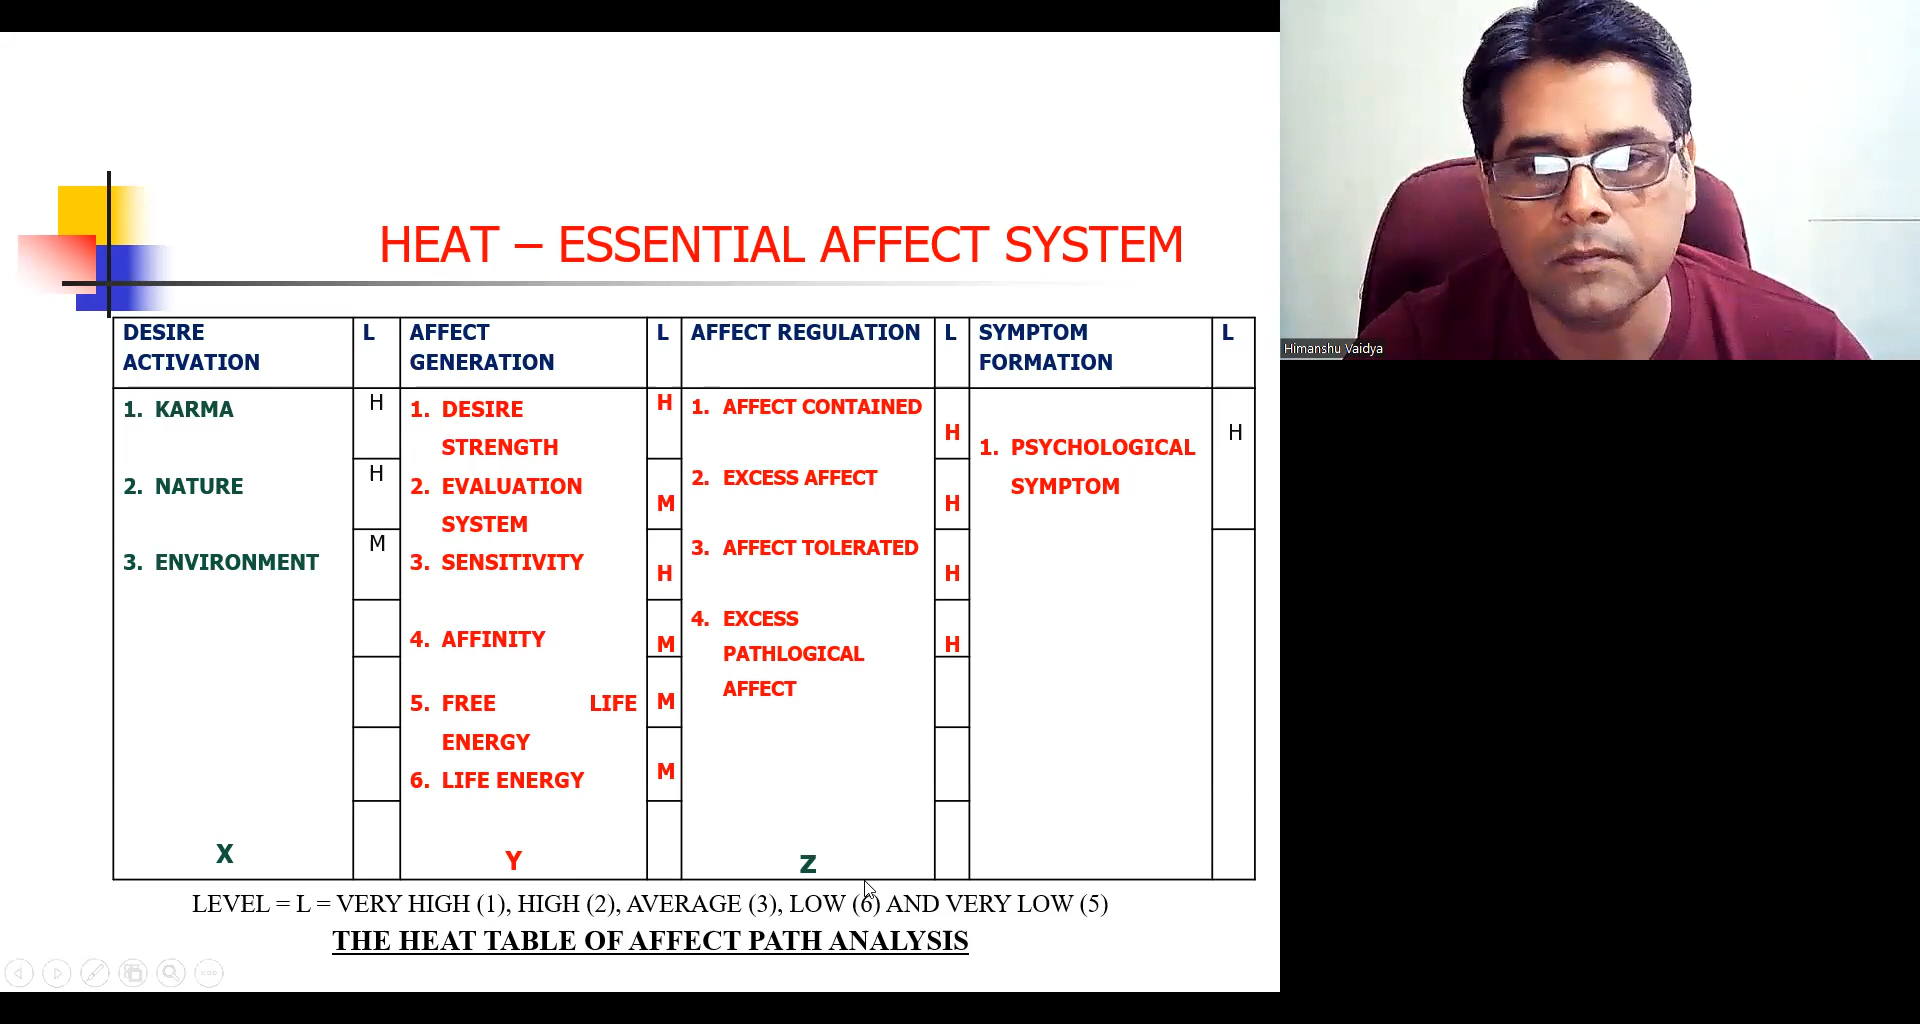 HEAT – ESSENTIAL AFFECT SYSTEM
DESIRE
ACTIVATION
L
AFFECT
GENERATION
L
AFFECT REGULATION
L
SYMPTOM
FORMATION
L
1. KARMA
2. NATURE
3. ENVIRONMENT
X
H
H
M
1. DESIRE
STRENGTH
2. EVALUATION
SYSTEM
3. SENSITIVITY
4. AFFINITY
5. FREE LIFE
ENERGY
6. LIFE ENERGY
Y
H
M
H
M
M
M
1. AFFECT CONTAINED
2. EXCESS AFFECT
3. AFFECT TOLERATED
4. EXCESS
PATHLOGICAL
AFFECT
Z
H
H
H
H
1. PSYCHOLOGICAL
SYMPTOM
H
LEVEL = L = VERY HIGH (1), HIGH (2), AVERAGE (3), LOW (6) AND VERY LOW (5)
THE HEAT TABLE OF AFFECT PATH ANALYSIS
Himanshu Vaidya